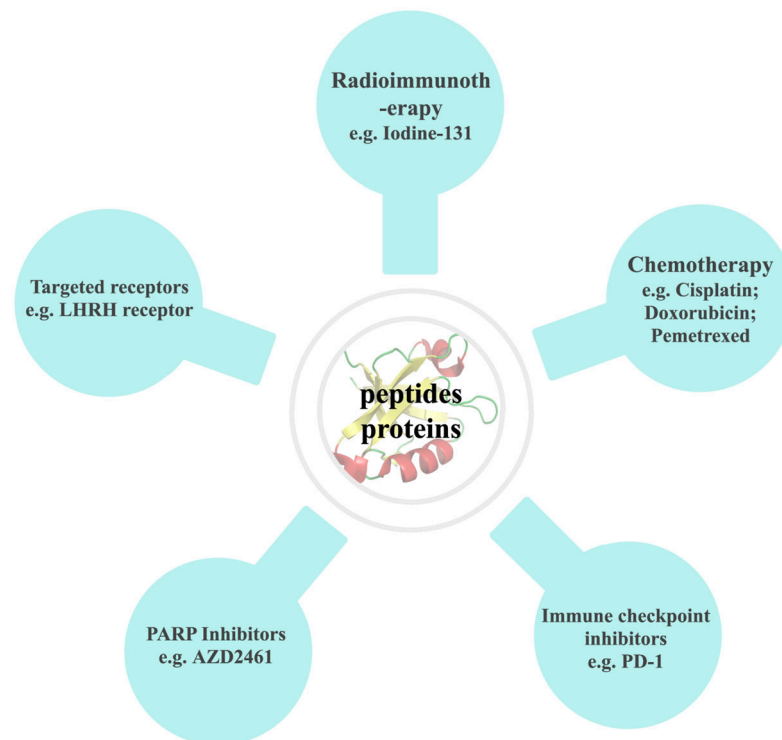 Radioimmunoth
-erapy
e.g. Iodine-131
Targeted receptors
e.g. LHRH receptor
Chemotherapy
e.g. Cisplatin;
Doxorubicin;
Pemetrexed
peptides
proteins
PARP Inhibitors
e.g. AZD2461
Immune checkpoint
inhibitors
e.g. PD-1